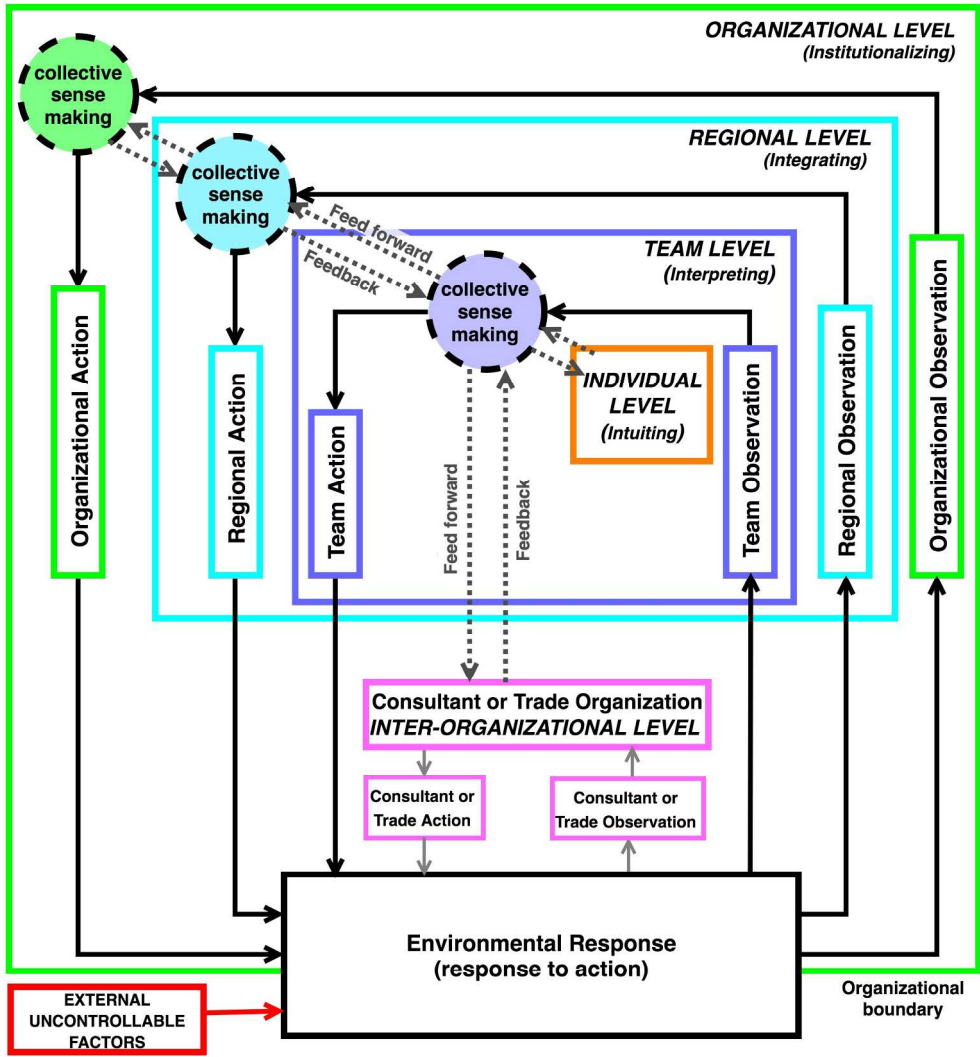 ORGANIZATIONAL LEVEL
(Institutionalizing)
collective
sense
making
REGIONAL LEVEL
(Integrating)
collective
sense
making
Feed forward
Feedback
TEAM LEVEL
(Interpreting)
collective
sense
making
INDIVIDUAL
LEVEL
(Intuiting)
Organizational Action
Regional Action
Team Action
Feed forward
Feedback
Team Observation
Regional Observation
Organizational Observation
Consultant or Trade Organization
INTER-ORGANIZATIONAL LEVEL
Consultant or
Trade Action
Consultant or
Trade Observation
Environmental Response
(response to action)
EXTERNAL
UNCONTROLLABLE
FACTORS
Organizational
boundary